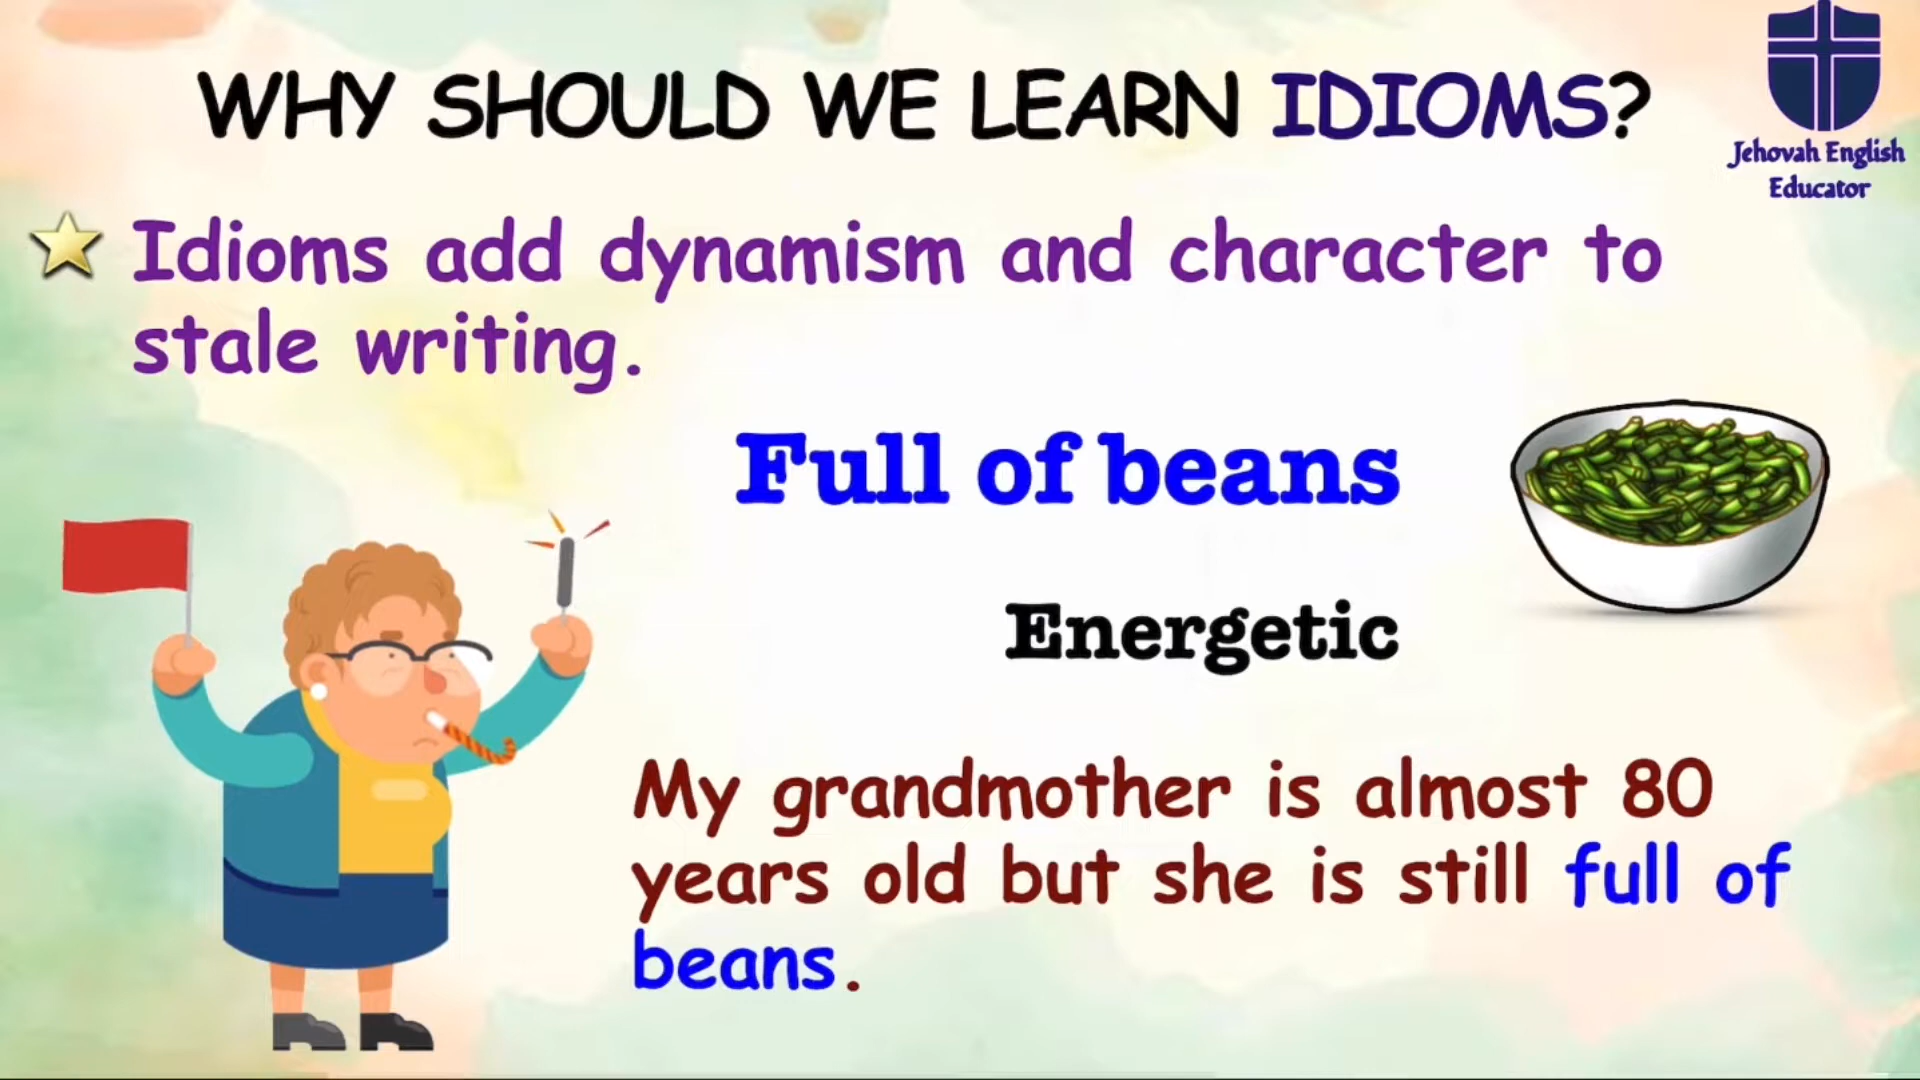 WHY SHOULD WE LEARN IDIOMS?
Jehovah English
Educator
Idioms add dynamism and character to
stale writing.
Full of beans
Energetic
My grandmother is almost 80
years old but she is still full of
beans.